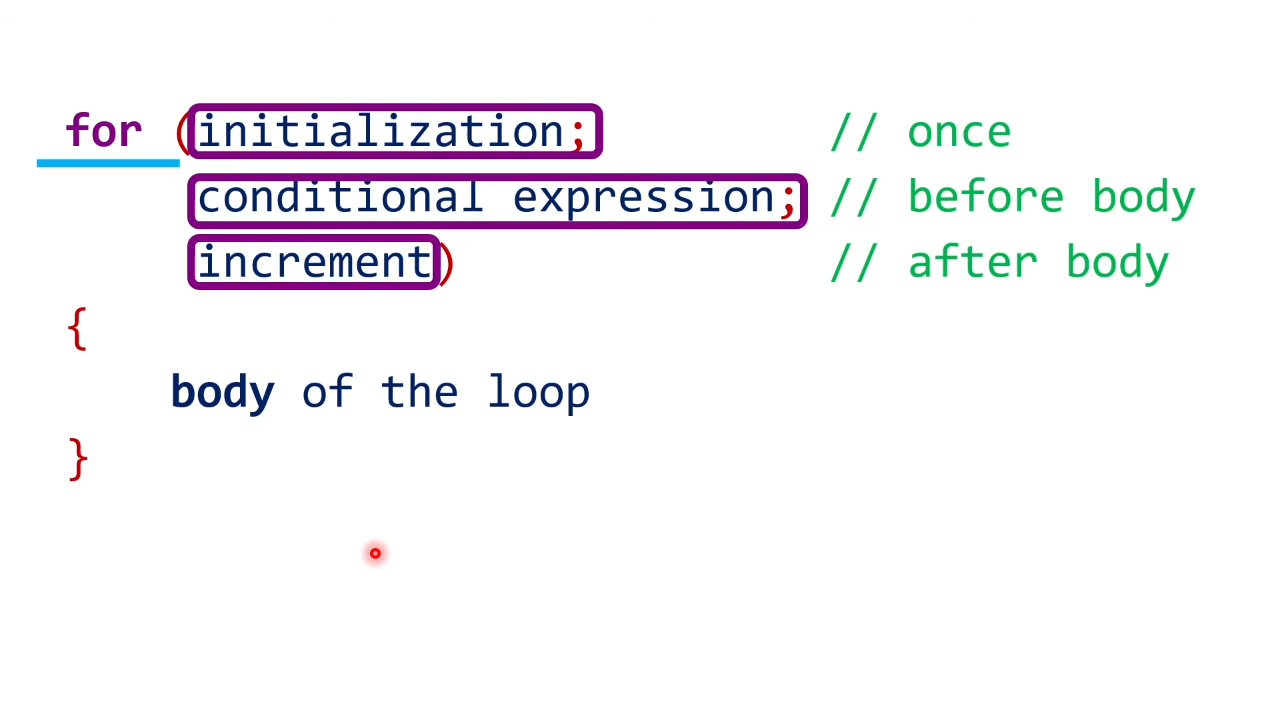 for (initialization; // once
conditional expression; // before body
increment) // after body
{
body of the loop
}